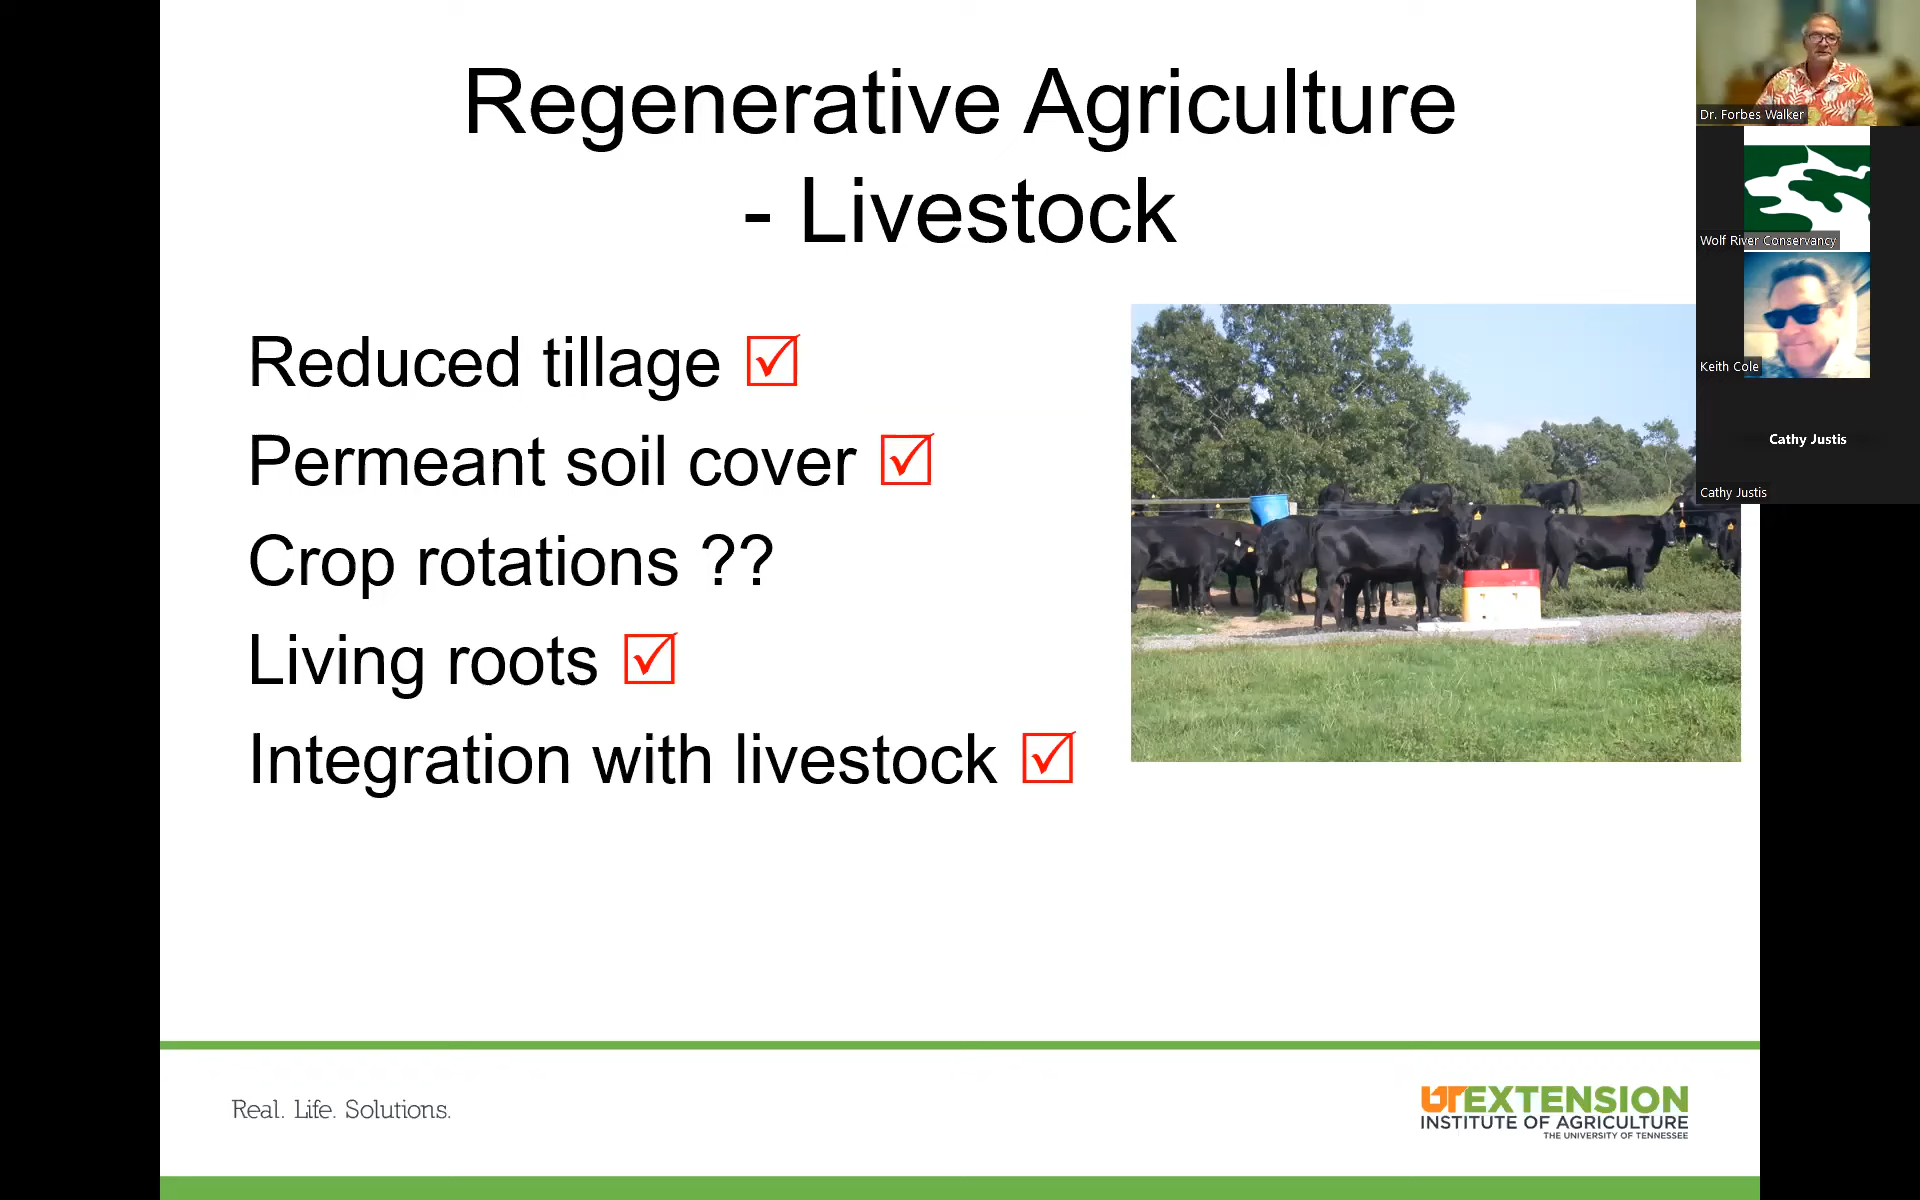 Regenerative Agriculture
- Livestock
Reduced tillage ☑
Permeant soil cover ☑
Crop rotations ??
Living roots ☑
Integration with livestock ☑
Real. Life. Solutions.
UTEXTENSION
INSTITUTE OF AGRICULTURE
THE UNIVERSITY OF TENNESSEE
Dr. Forbes Walker
Wolf River Conservancy
Keith Cole
Cathy Justis
Cathy Justis